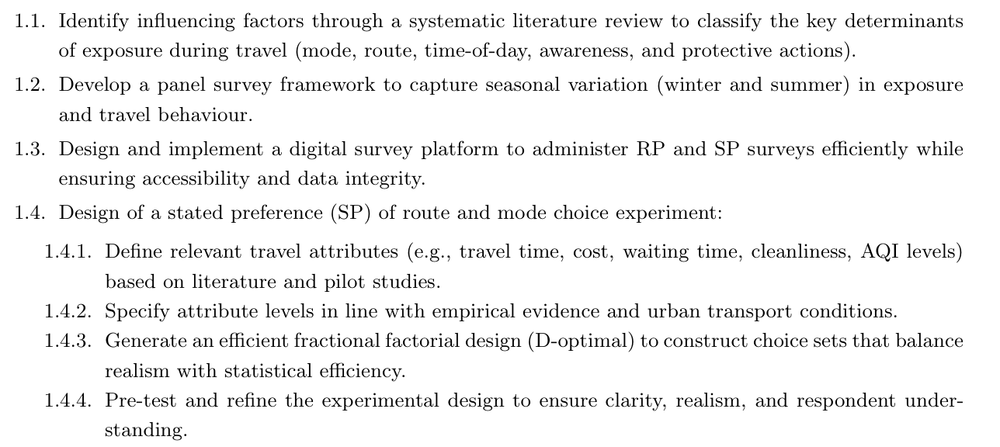 1.1. Identify influencing factors through a systematic literature review to classify the key determinants
of exposure during travel (mode, route, time-of-day, awareness, and protective actions).
1.2. Develop a panel survey framework to capture seasonal variation (winter and summer) in exposure
and travel behaviour.
1.3. Design and implement a digital survey platform to administer RP and SP surveys efficiently while
ensuring accessibility and data integrity.
1.4. Design of a stated preference (SP) of route and mode choice experiment:
1.4.1. Define relevant travel attributes (e.g., travel time, cost, waiting time, cleanliness, AQI levels)
based on literature and pilot studies.
1.4.2. Specify attribute levels in line with empirical evidence and urban transport conditions.
1.4.3. Generate an efficient fractional factorial design (D-optimal) to construct choice sets that balance
realism with statistical efficiency.
1.4.4. Pre-test and refine the experimental design to ensure clarity, realism, and respondent under-
standing.